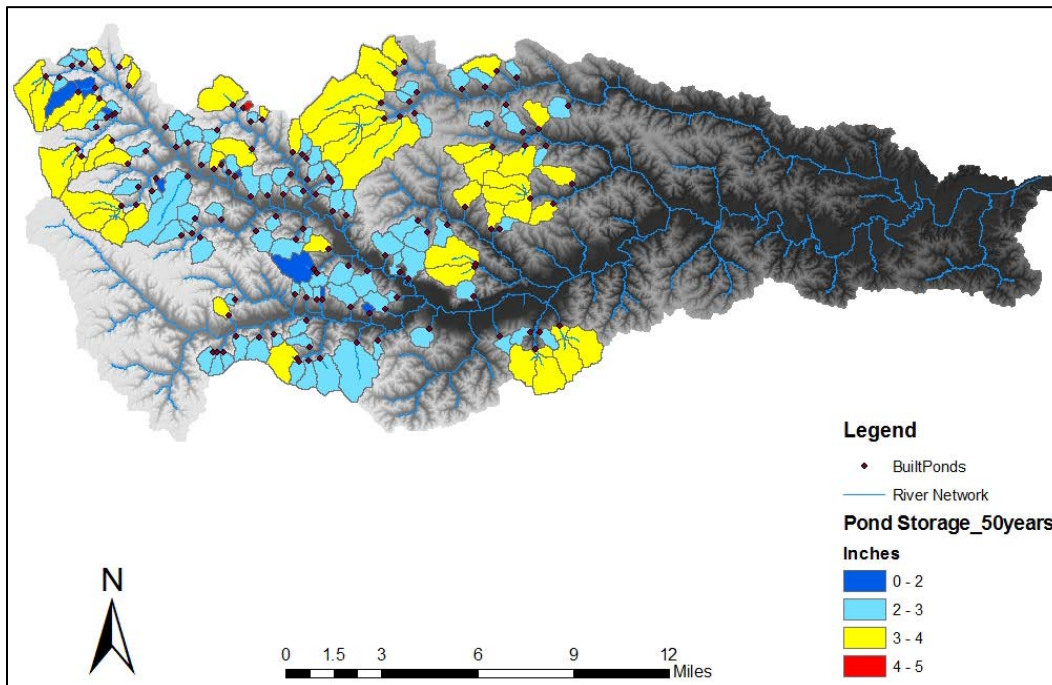 Legend
BuiltPonds
River Network
Pond Storage_50years
Inches
0 - 2
2 - 3
3 - 4
4 - 5
N
0 1.5 3 6 9 12
Miles